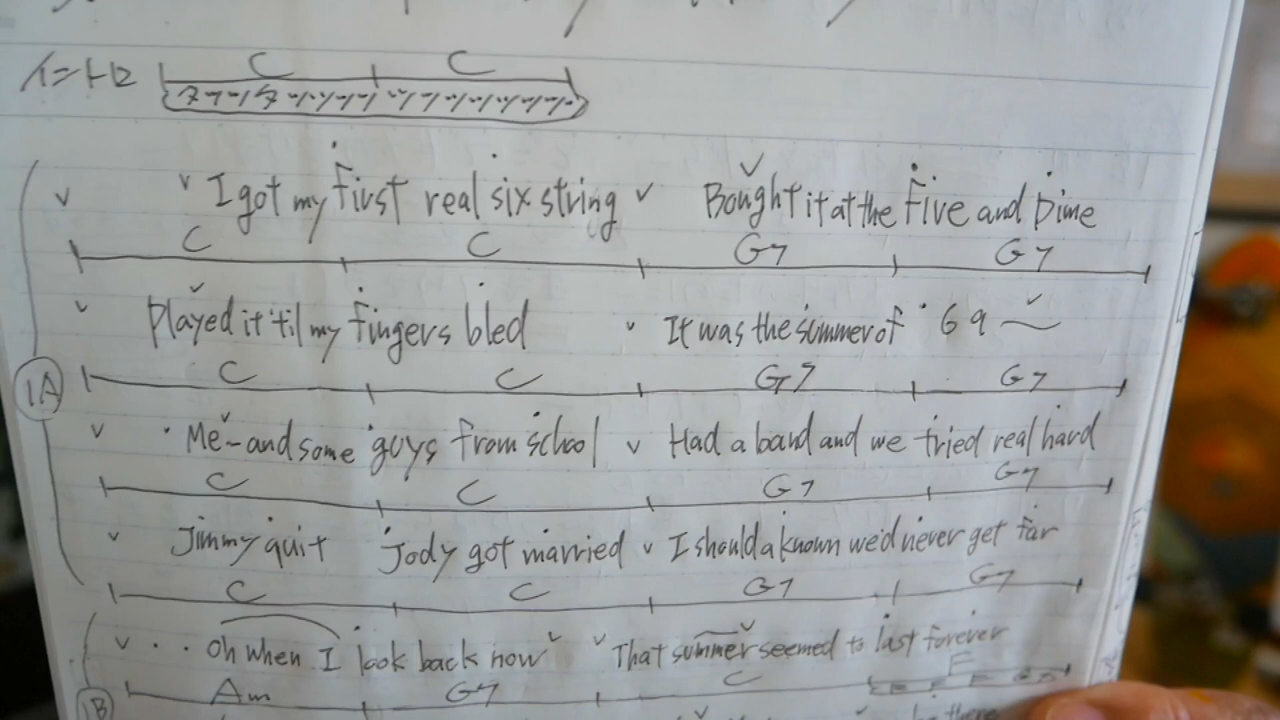 イントロ C C
I got my first real six string Bought it at the Five and Dime
C C G7 G7
Played it 'til my fingers bled It was the summer of 69
C C G7 G7
Me and some guys from school Had a band and we tried real hard
C C G7 G7
Jimmy quit Jody got married I shoulda known we'd never get far
C C G7 G7
1A
Oh when I look back now That summer seemed to last forever
Am G7 C F
1B